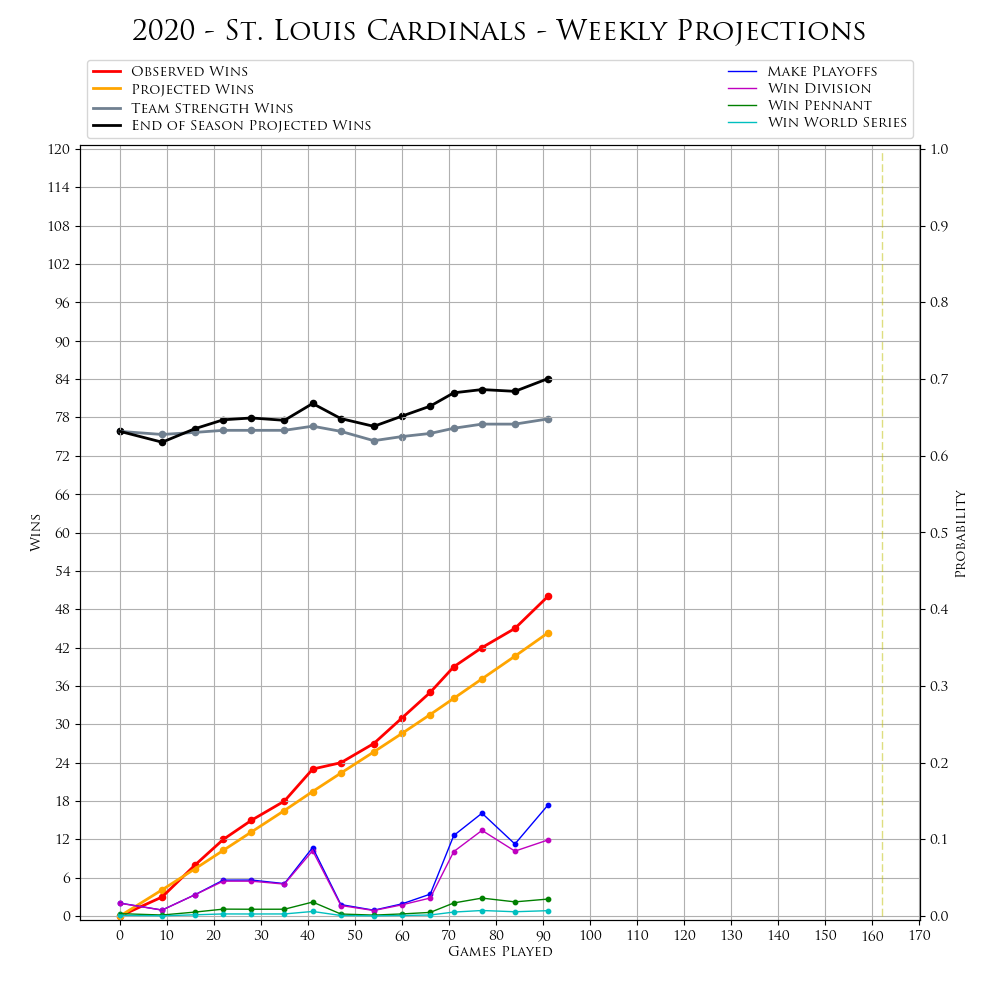 2020 - St. Louis Cardinals - Weekly Projections
Observed Wins
Projected Wins
Team Strength Wins
End of Season Projected Wins
Make Playoffs
Win Division
Win Pennant
Win World Series
120
114
108
102
96
90
84
78
72
66
60
54
48
42
36
30
24
18
12
6
0
Wins
1.0
0.9
0.8
0.7
0.6
0.5
0.4
0.3
0.2
0.1
0.0
Probability
0 10 20 30 40 50 60 70 80 90 100 110 120 130 140 150 160 170
Games Played